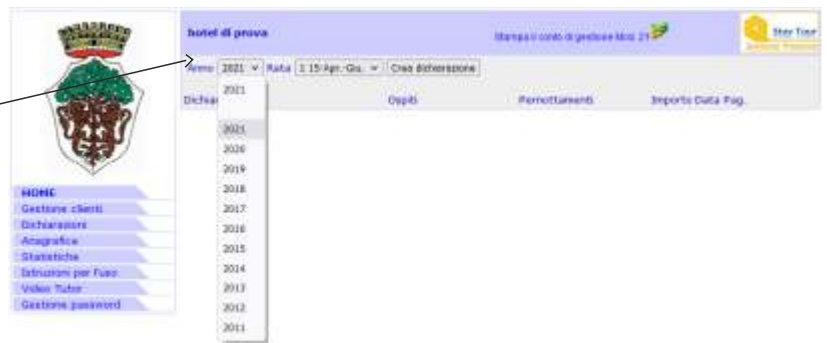 hotel di prova
Stampa il conto di gestione Mod. 21
Star Tour
Anno 2021 Rata 1 15 Apr.-Giu. Crea dichiarazione
Dichiar Ospiti Pernottamenti Importo Data Pag.
2021
2021
2020
2019
2018
2017
2016
2015
2014
2013
2012
2011
HOME
Gestione clienti
Dichiarazioni
Anagrafica
Statistiche
Istruzioni per l'uso
Video Tutor
Gestione password